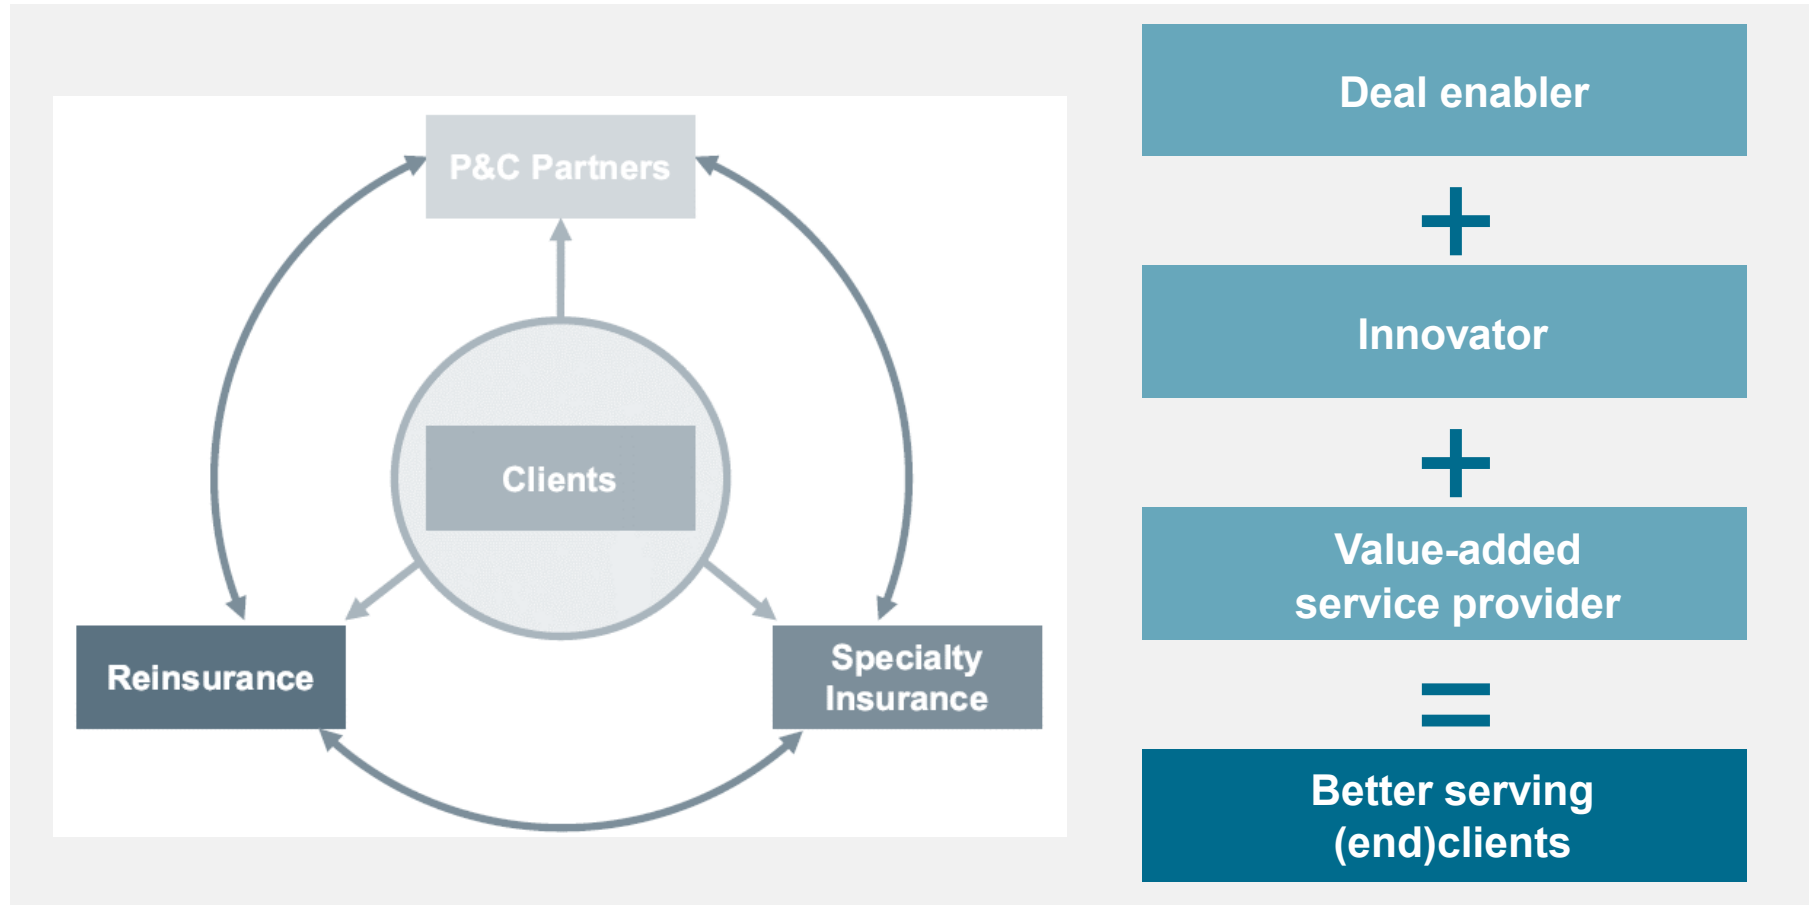 P&C Partners
Clients
Reinsurance
Specialty
Insurance
Deal enabler
+
Innovator
+
Value-added
service provider
=
Better serving
(end)clients